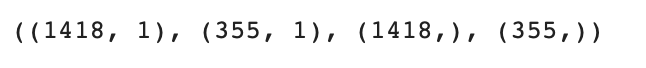 ((1418, 1), (355, 1), (1418,), (355,))